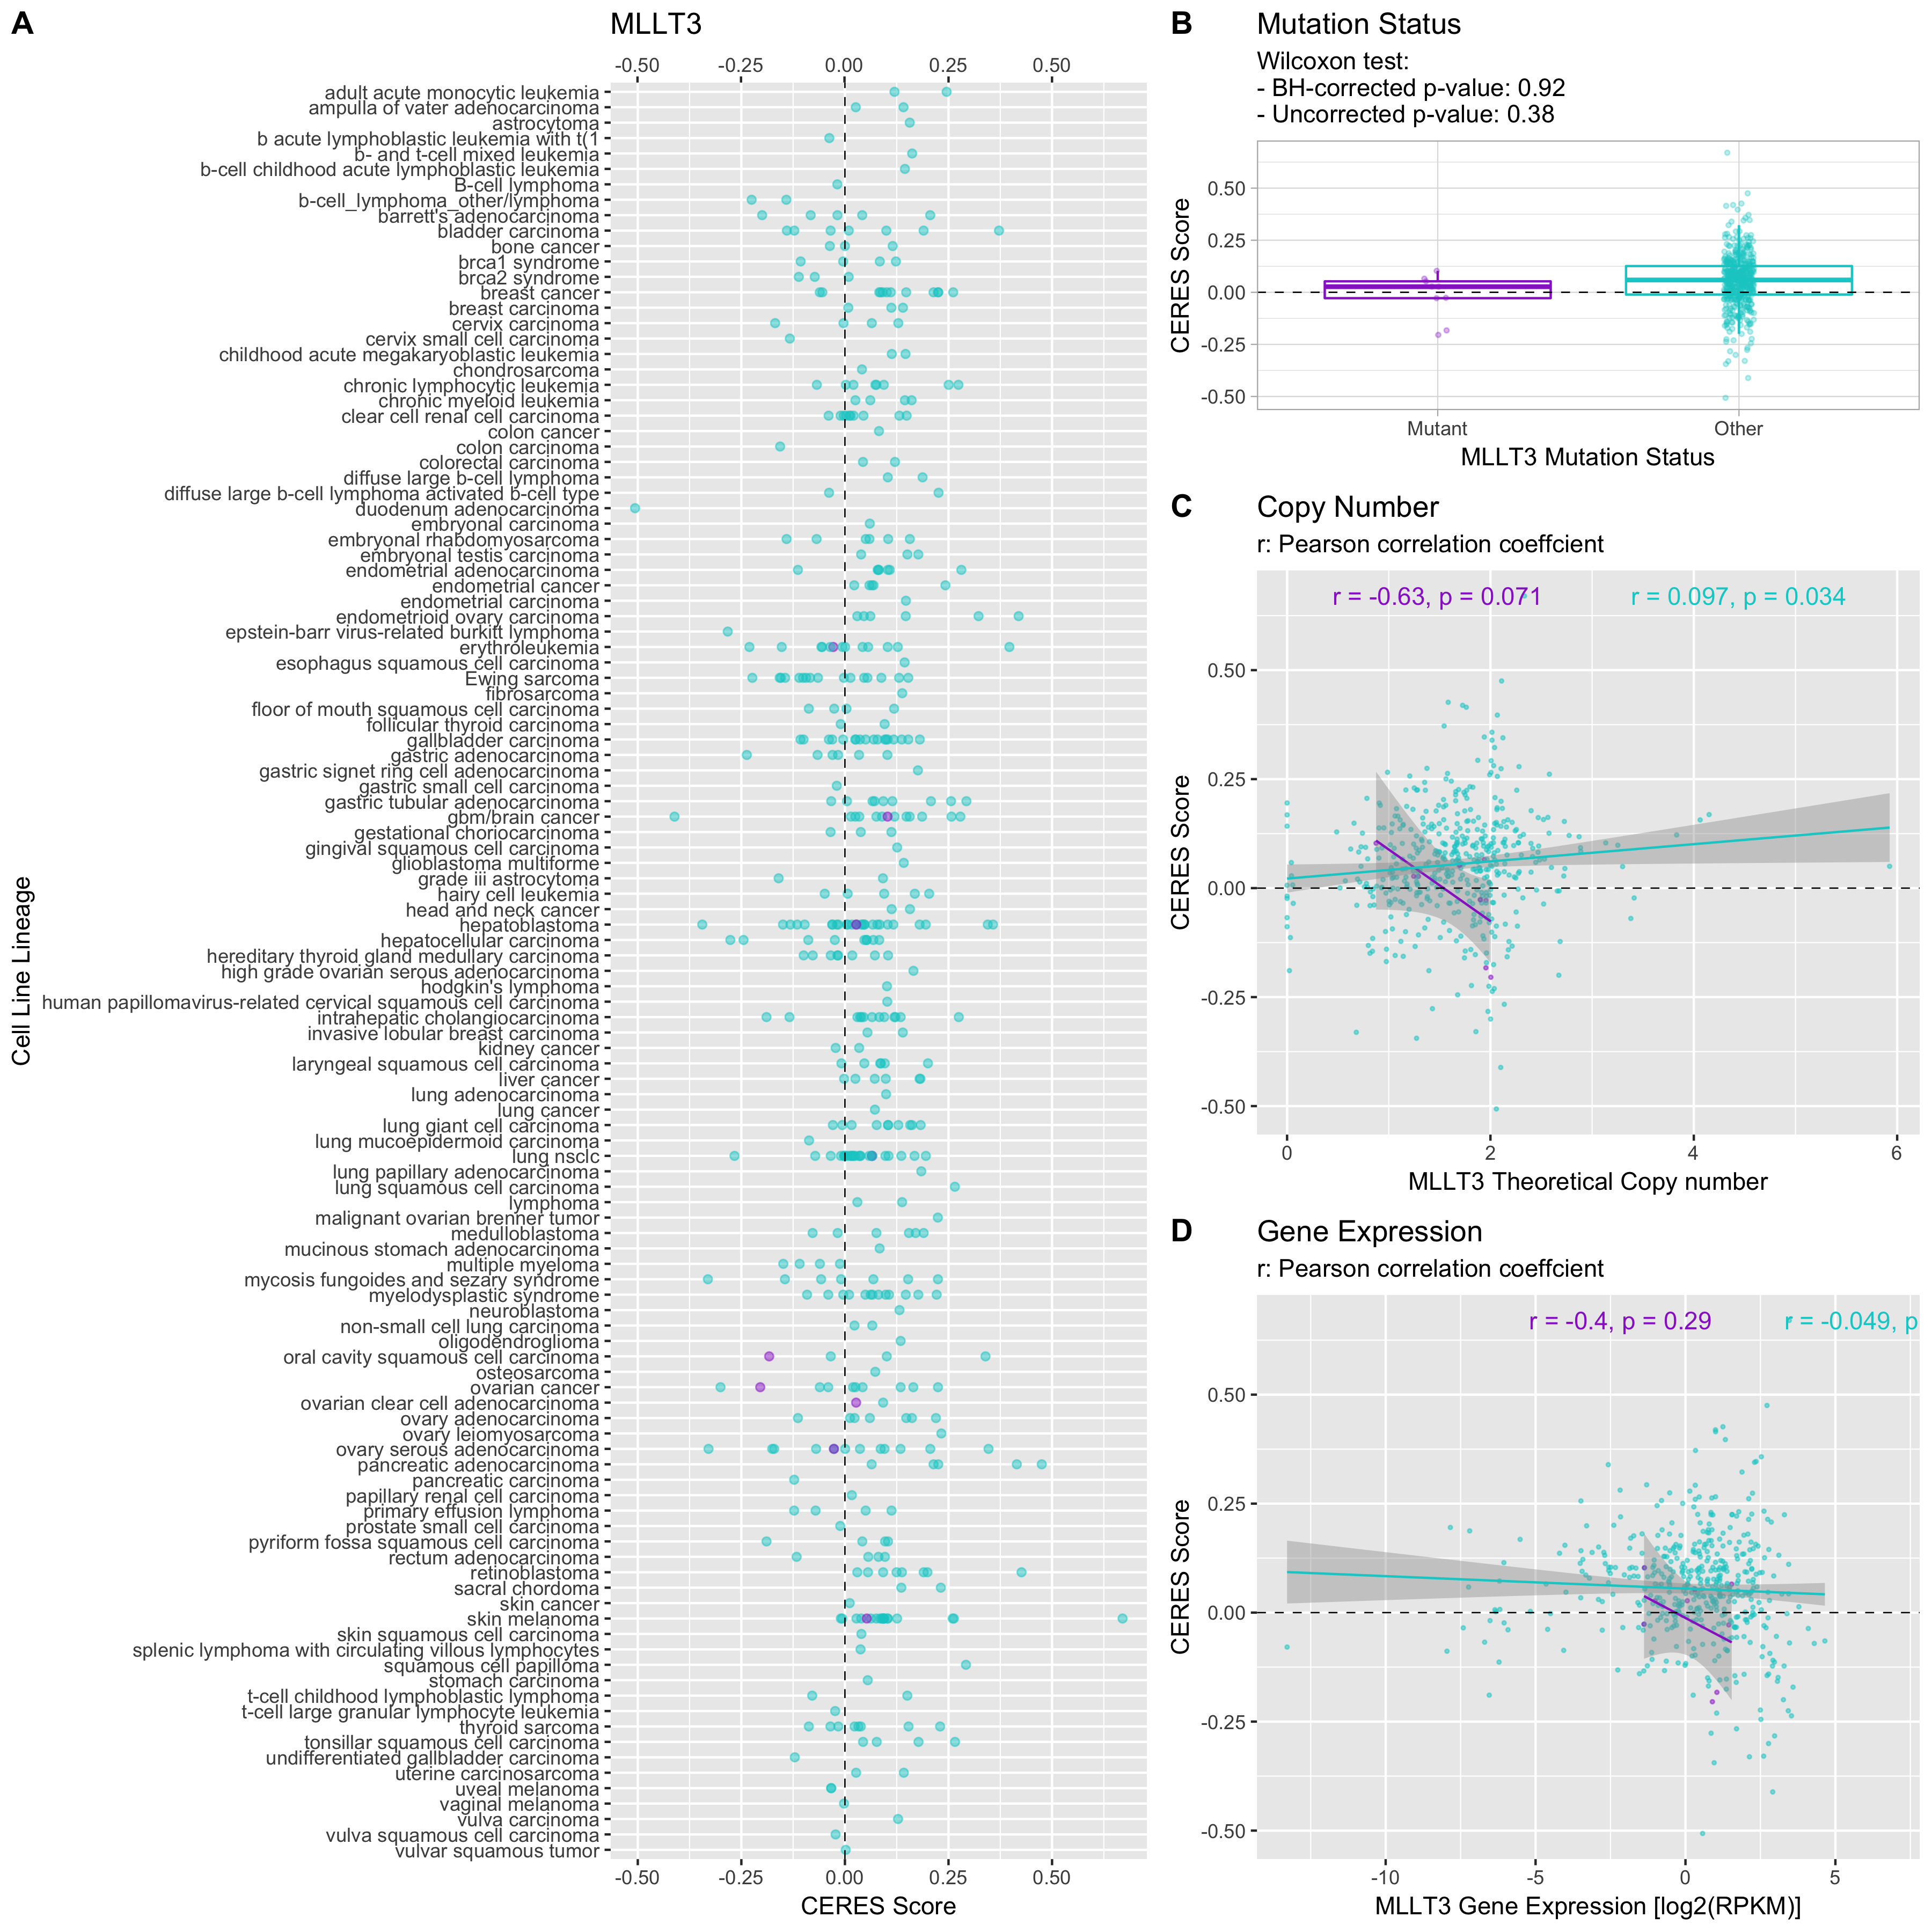 A
MLLT3
-0.50 -0.25 0.00 0.25 0.50
Cell Line Lineage
adult acute monocytic leukemia
ampulla of vater adenocarcinoma
astrocytoma
b acute lymphoblastic leukemia with t(1
b- and t-cell mixed leukemia
b-cell childhood acute lymphoblastic leukemia
B-cell lymphoma
b-cell_lymphoma_other/lymphoma
barrett's adenocarcinoma
bladder carcinoma
bone cancer
brca1 syndrome
brca2 syndrome
breast cancer
breast carcinoma
cervix carcinoma
cervix small cell carcinoma
childhood acute megakaryoblastic leukemia
chondrosarcoma
chronic lymphocytic leukemia
chronic myeloid leukemia
clear cell renal cell carcinoma
colon cancer
colon carcinoma
colorectal carcinoma
diffuse large b-cell lymphoma
diffuse large b-cell lymphoma activated b-cell type
duodenum adenocarcinoma
embryonal carcinoma
embryonal rhabdomyosarcoma
embryonal testis carcinoma
endometrial adenocarcinoma
endometrial cancer
endometrial carcinoma
endometrioid ovary carcinoma
epstein-barr virus-related burkitt lymphoma
erythroleukemia
esophagus squamous cell carcinoma
Ewing sarcoma
fibrosarcoma
floor of mouth squamous cell carcinoma
follicular thyroid carcinoma
gallbladder carcinoma
gastric adenocarcinoma
gastric signet ring cell adenocarcinoma
gastric small cell carcinoma
gastric tubular adenocarcinoma
gbm/brain cancer
gestational choriocarcinoma
gingival squamous cell carcinoma
glioblastoma multiforme
grade iii astrocytoma
hairy cell leukemia
head and neck cancer
hepatoblastoma
hepatocellular carcinoma
hereditary thyroid gland medullary carcinoma
high grade ovarian serous adenocarcinoma
hodgkin's lymphoma
human papillomavirus-related cervical squamous cell carcinoma
intrahepatic cholangiocarcinoma
invasive lobular breast carcinoma
kidney cancer
laryngeal squamous cell carcinoma
liver cancer
lung adenocarcinoma
lung cancer
lung giant cell carcinoma
lung mucoepidermoid carcinoma
lung nsclc
lung papillary adenocarcinoma
lung squamous cell carcinoma
lymphoma
malignant ovarian brenner tumor
medulloblastoma
mucinous stomach adenocarcinoma
multiple myeloma
mycosis fungoides and sezary syndrome
myelodysplastic syndrome
neuroblastoma
non-small cell lung carcinoma
oligodendroglioma
oral cavity squamous cell carcinoma
osteosarcoma
ovarian cancer
ovarian clear cell adenocarcinoma
ovary adenocarcinoma
ovary leiomyosarcoma
ovary serous adenocarcinoma
pancreatic adenocarcinoma
pancreatic carcinoma
papillary renal cell carcinoma
primary effusion lymphoma
prostate small cell carcinoma
pyriform fossa squamous cell carcinoma
rectum adenocarcinoma
retinoblastoma
sacral chordoma
skin cancer
skin melanoma
skin squamous cell carcinoma
splenic lymphoma with circulating villous lymphocytes
squamous cell papilloma
stomach carcinoma
t-cell childhood lymphoblastic lymphoma
t-cell large granular lymphocyte leukemia
thyroid sarcoma
tonsillar squamous cell carcinoma
undifferentiated gallbladder carcinoma
uterine carcinosarcoma
uveal melanoma
vaginal melanoma
vulva carcinoma
vulva squamous cell carcinoma
vulvar squamous tumor
-0.50 -0.25 0.00 0.25 0.50
CERES Score
B
Mutation Status
Wilcoxon test:
- BH-corrected p-value: 0.92
- Uncorrected p-value: 0.38
CERES Score
0.50
0.25
0.00
-0.25
-0.50
Mutant Other
MLLT3 Mutation Status
C
Copy Number
r: Pearson correlation coeffcient
r = -0.63, p = 0.071 r = 0.097, p = 0.034
CERES Score
0.50
0.25
0.00
-0.25
-0.50
0 2 4 6
MLLT3 Theoretical Copy number
D
Gene Expression
r: Pearson correlation coeffcient
r = -0.4, p = 0.29 r = -0.049, p
CERES Score
0.50
0.25
0.00
-0.25
-0.50
-10 -5 0 5
MLLT3 Gene Expression [log2(RPKM)]